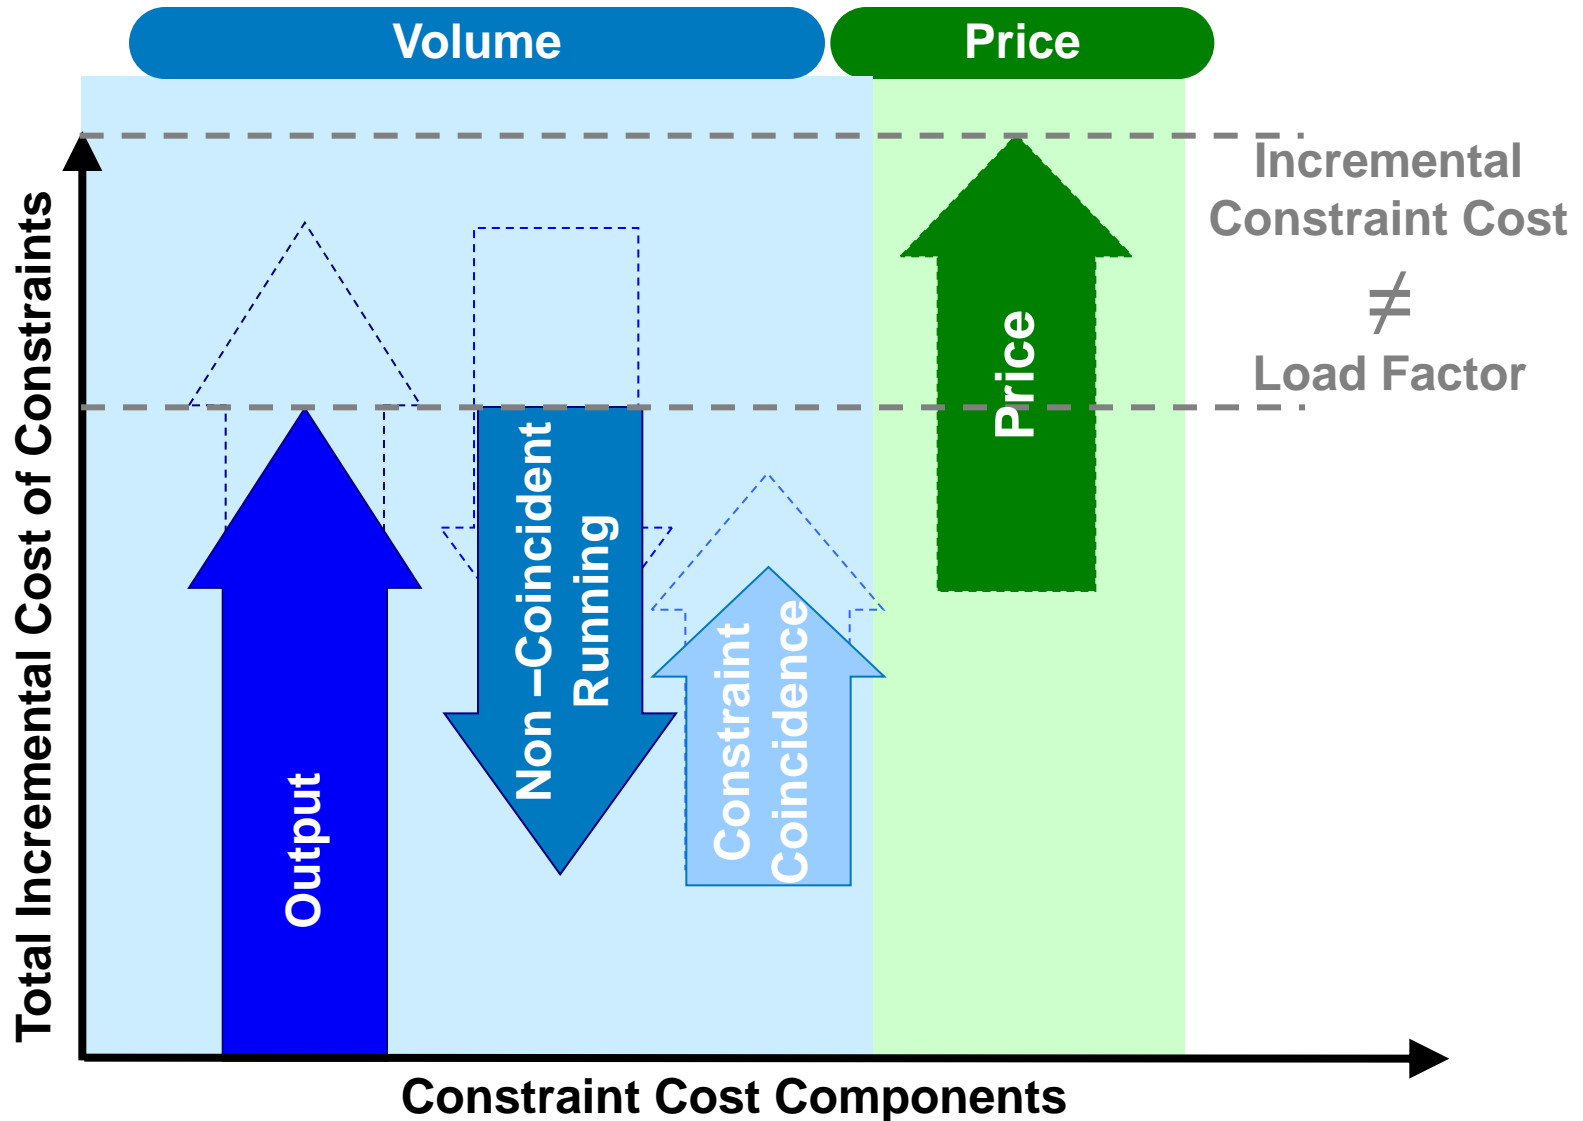 Volume
Price
Total Incremental Cost of Constraints
Output
Non –Coincident
Running
Constraint
Coincidence
Price
Incremental
Constraint Cost
≠
Load Factor
Constraint Cost Components